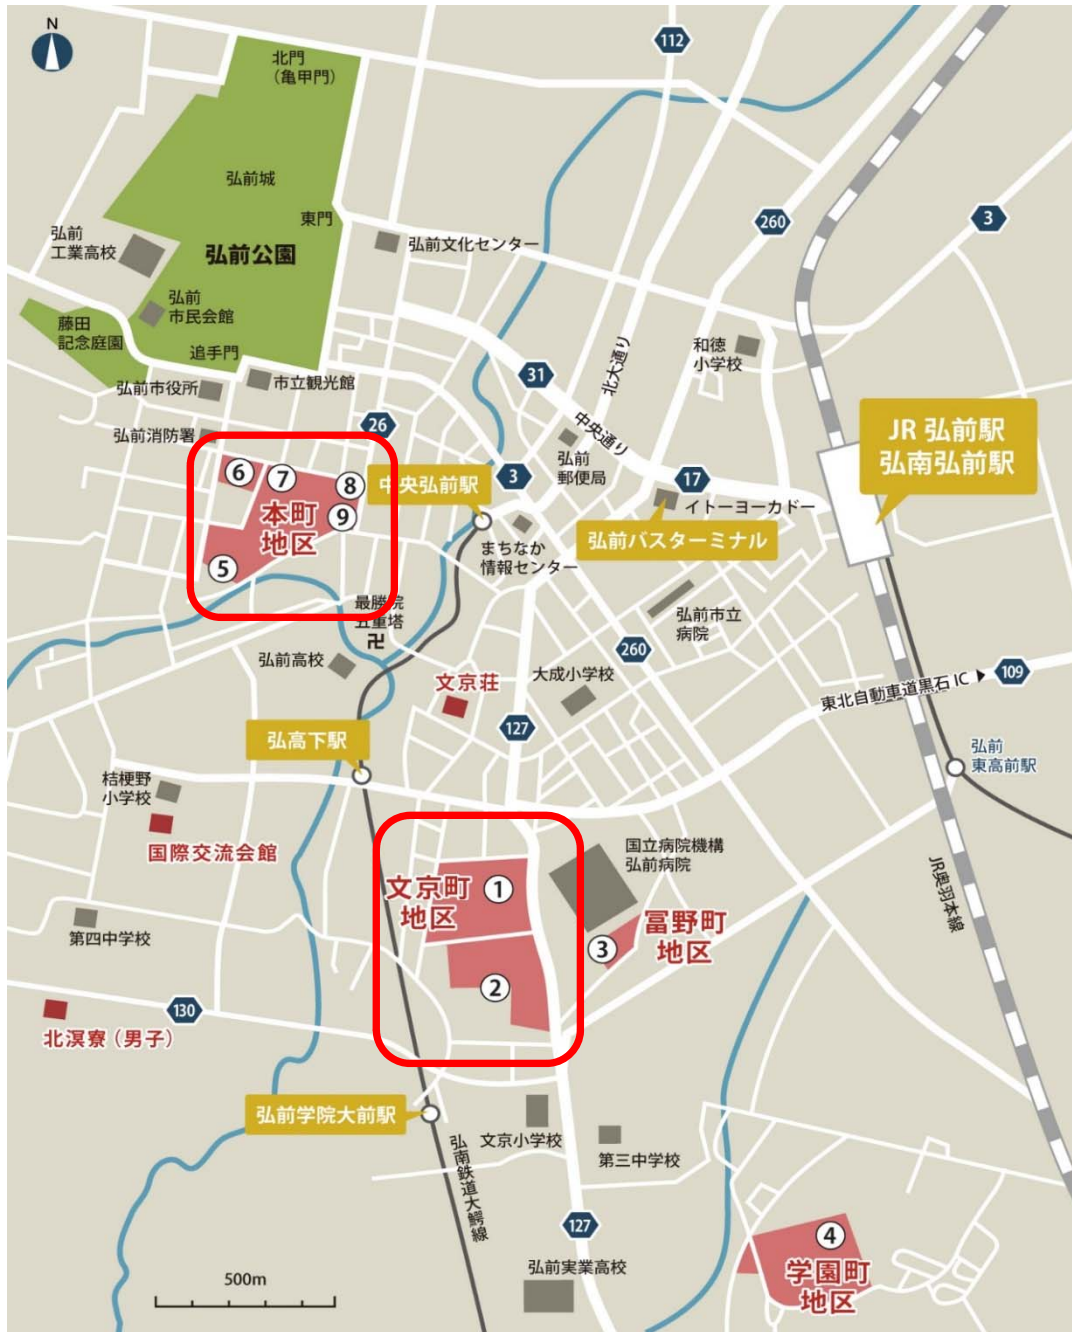 N
北門
（亀甲門）
112
弘前城
東門
弘前
工業高校
弘前公園
弘前文化センター
260
3
弘前
市民会館
藤田
記念庭園
追手門
和徳
小学校
北大通り
31
弘前市役所
市立観光館
中央通り
26
弘前消防署
JR 弘前駅
弘南弘前駅
弘前
郵便局
3
17
イトーヨーカドー
中央弘前駅
⑥
⑦
⑧
⑨
本町
地区
⑤
まちなか
情報センター
弘前バスターミナル
最勝院
五重塔
卍
弘前市立
病院
弘前高校
260
大成小学校
文京荘
東北自動車道黒石 IC ▶
109
127
弘高下駅
弘前
東高前駅
桔梗野
小学校
国際交流会館
国立病院機構
弘前病院
文京町
地区
①
JR奥羽本線
第四中学校
冨野町
地区
③
②
130
北溟寮（男子）
弘前学院大前駅
文京小学校
第三中学校
弘南鉄道大鰐線
127
④
学園町
地区
弘前実業高校
500m